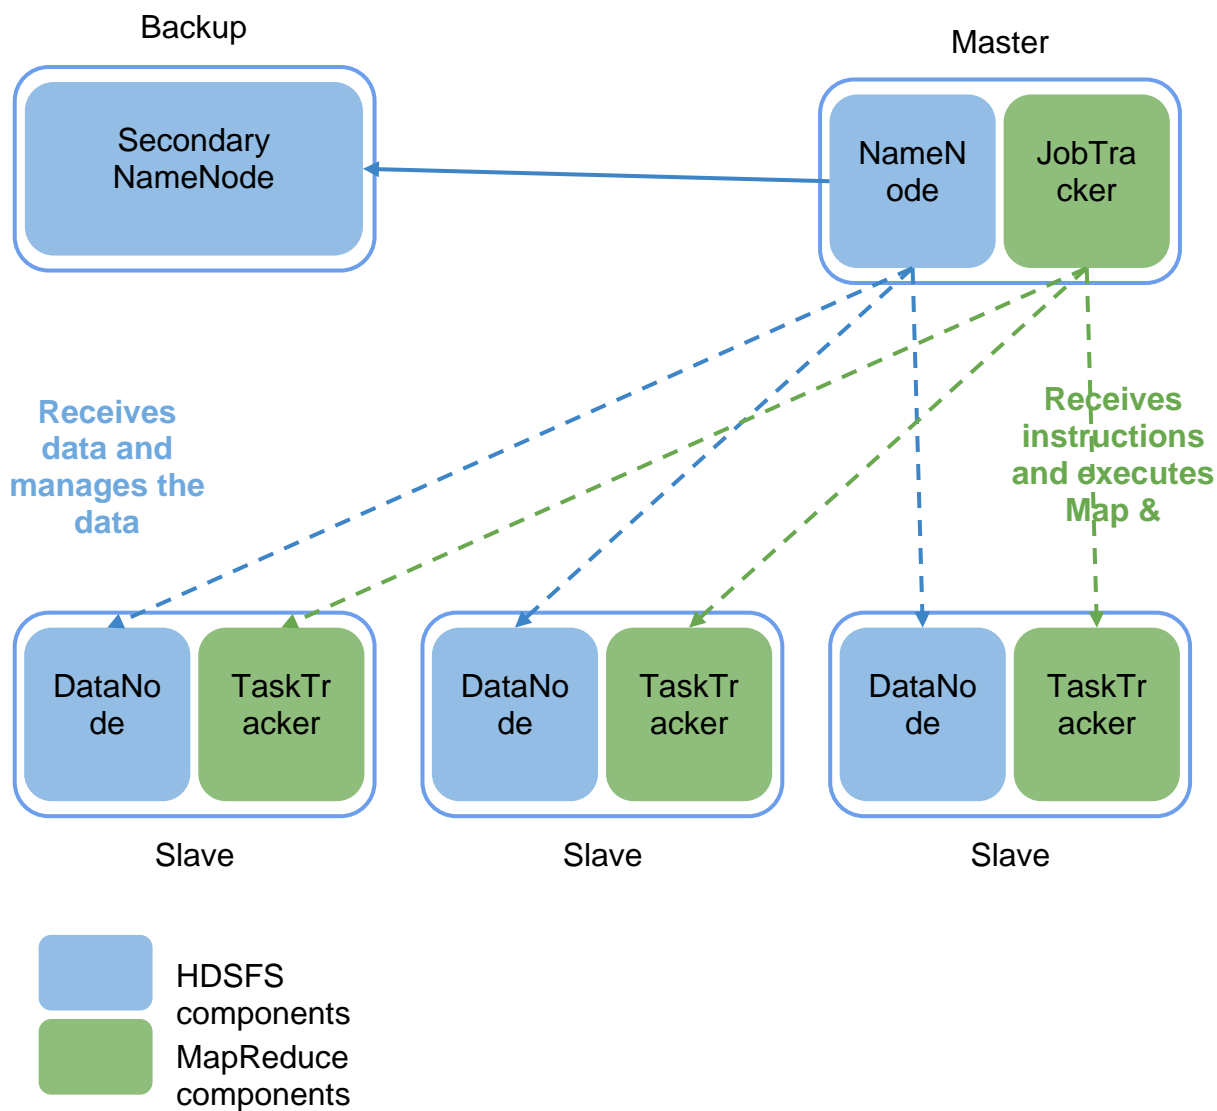 Backup
Master
Secondary
NameNode
NameN
ode
JobTra
cker
Receives
data and
manages the
data
Receives
instructions
and executes
Map &
DataNo
de
TaskTr
acker
DataNo
de
TaskTr
acker
DataNo
de
TaskTr
acker
Slave
Slave
Slave
HDSFS
components
MapReduce
components